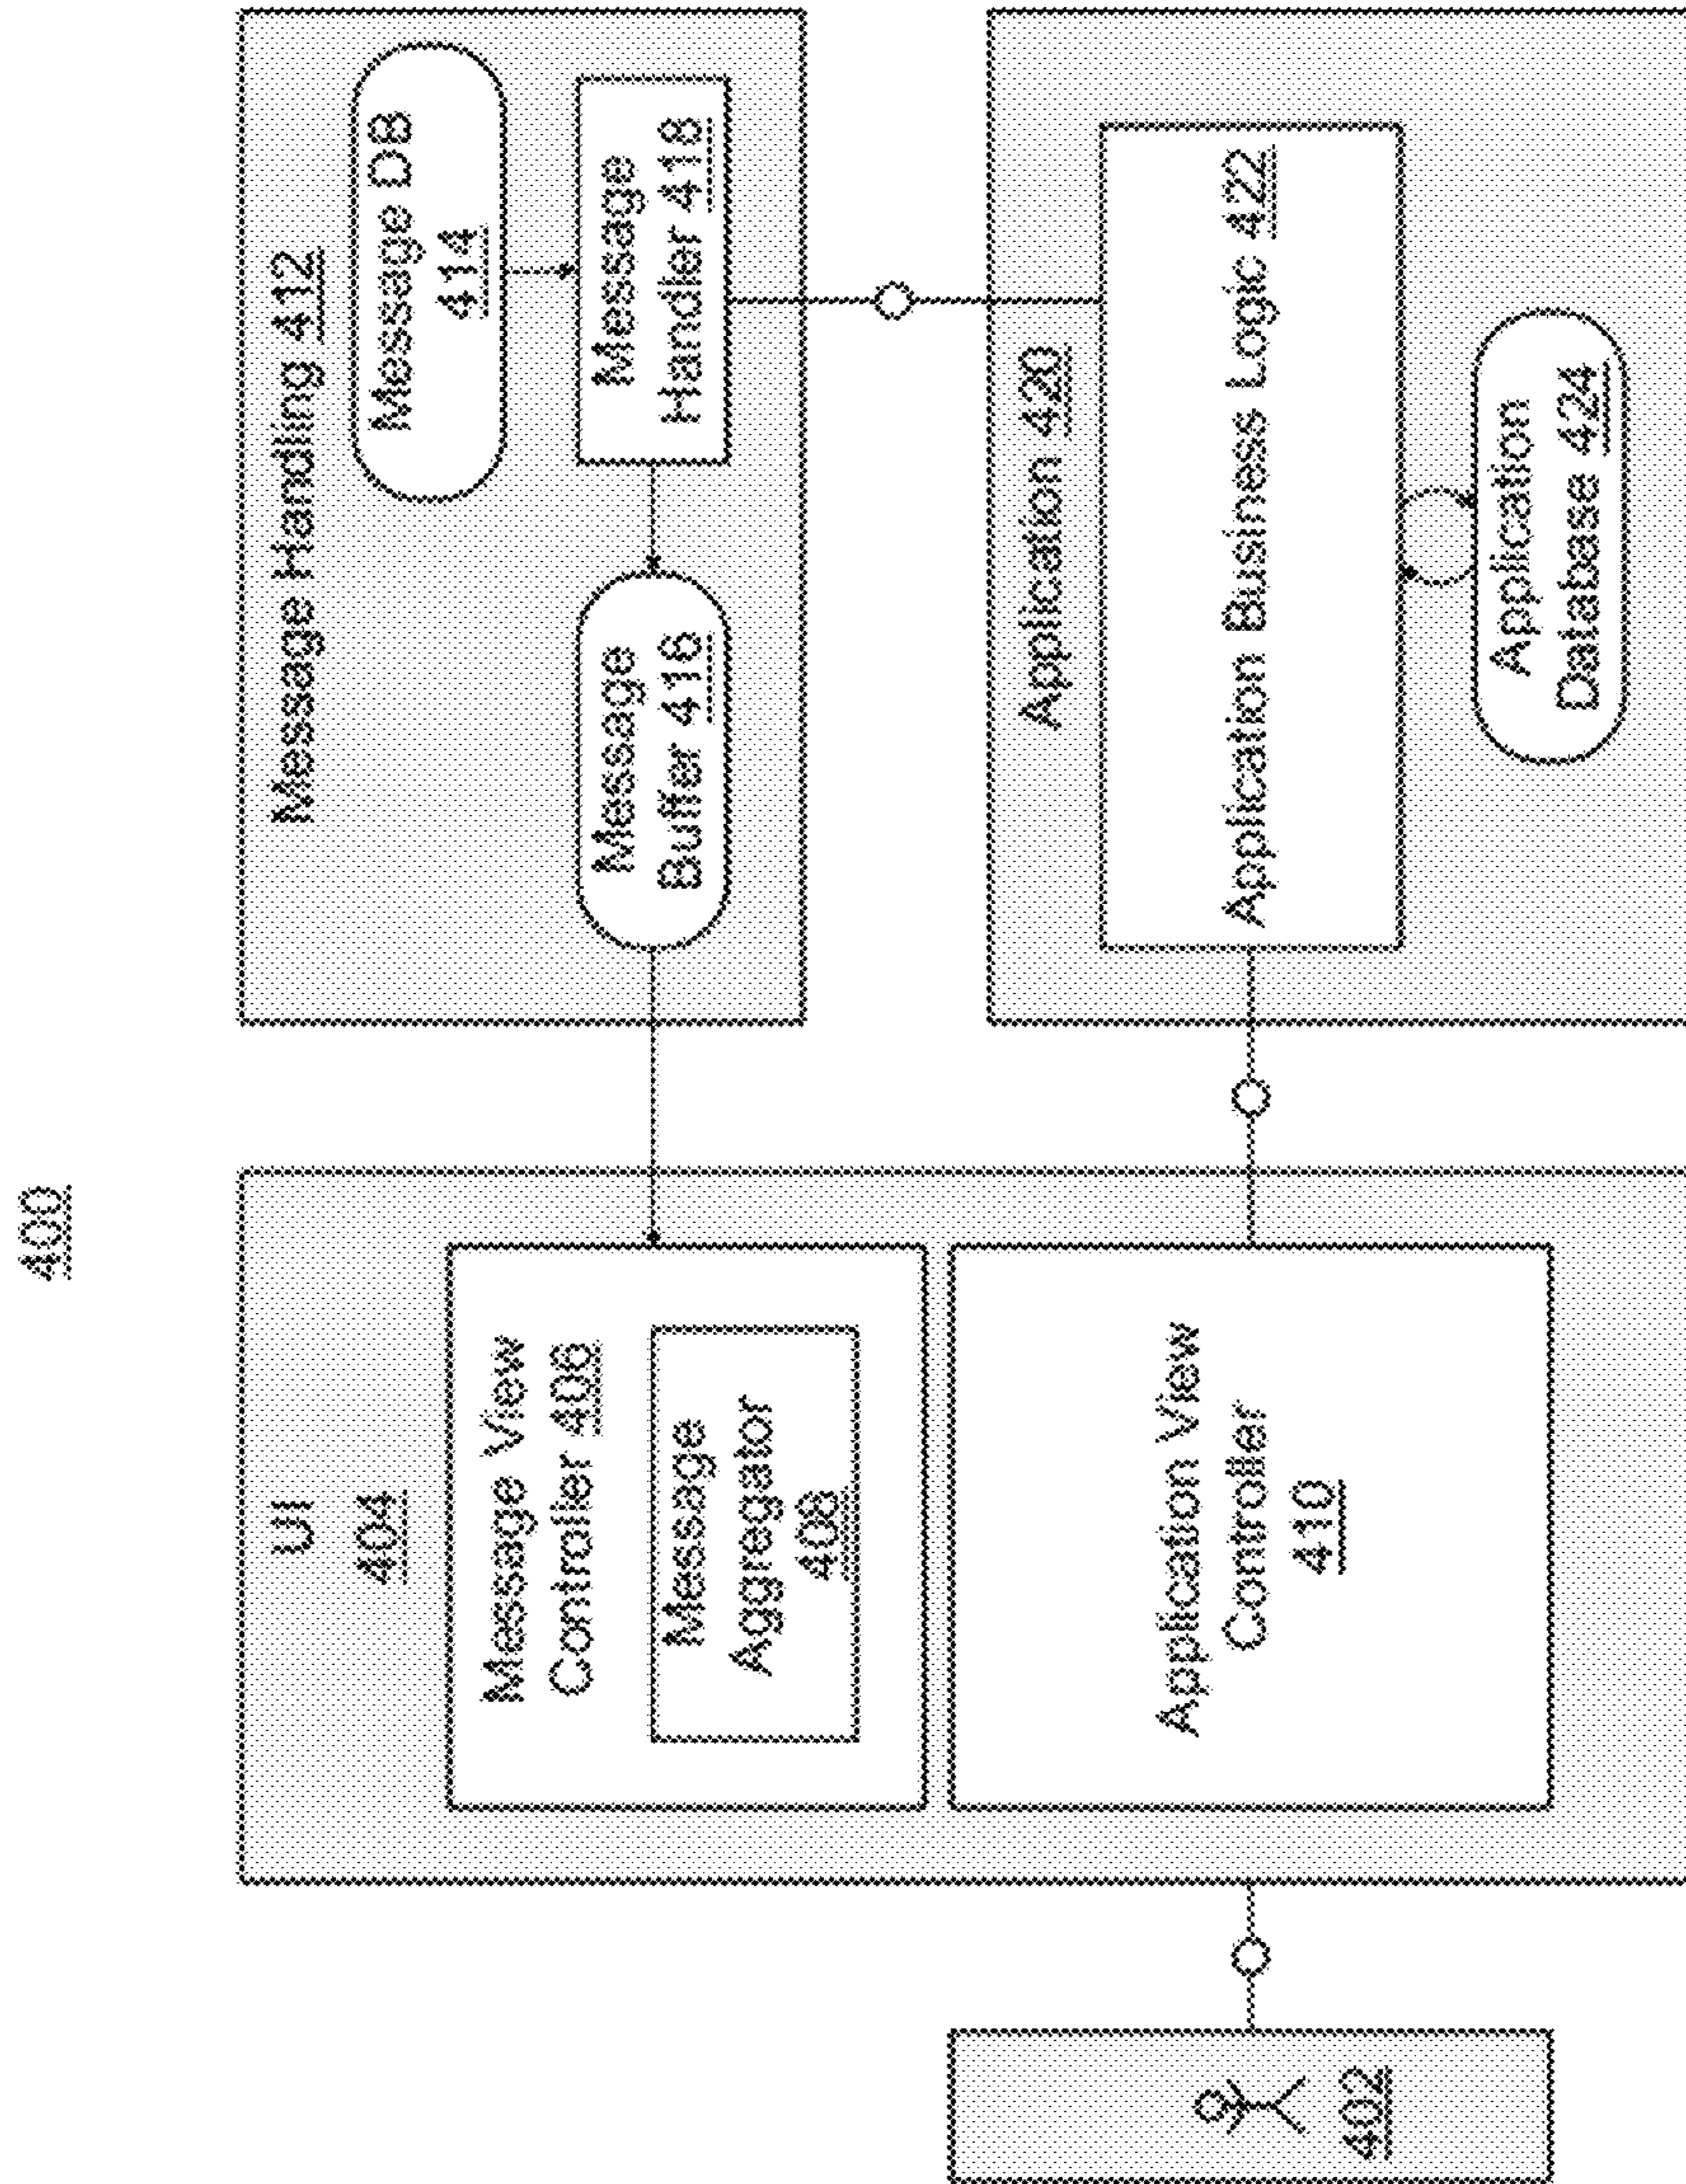 400
UI
404
Message View
Controller 406
Message
Aggregator
408
Application View
Controller
410
402
Message Handling 412
Message DB
414
Message
Buffer 416
Message
Handler 418
Application 420
Application Business Logic 422
Application
Database 424